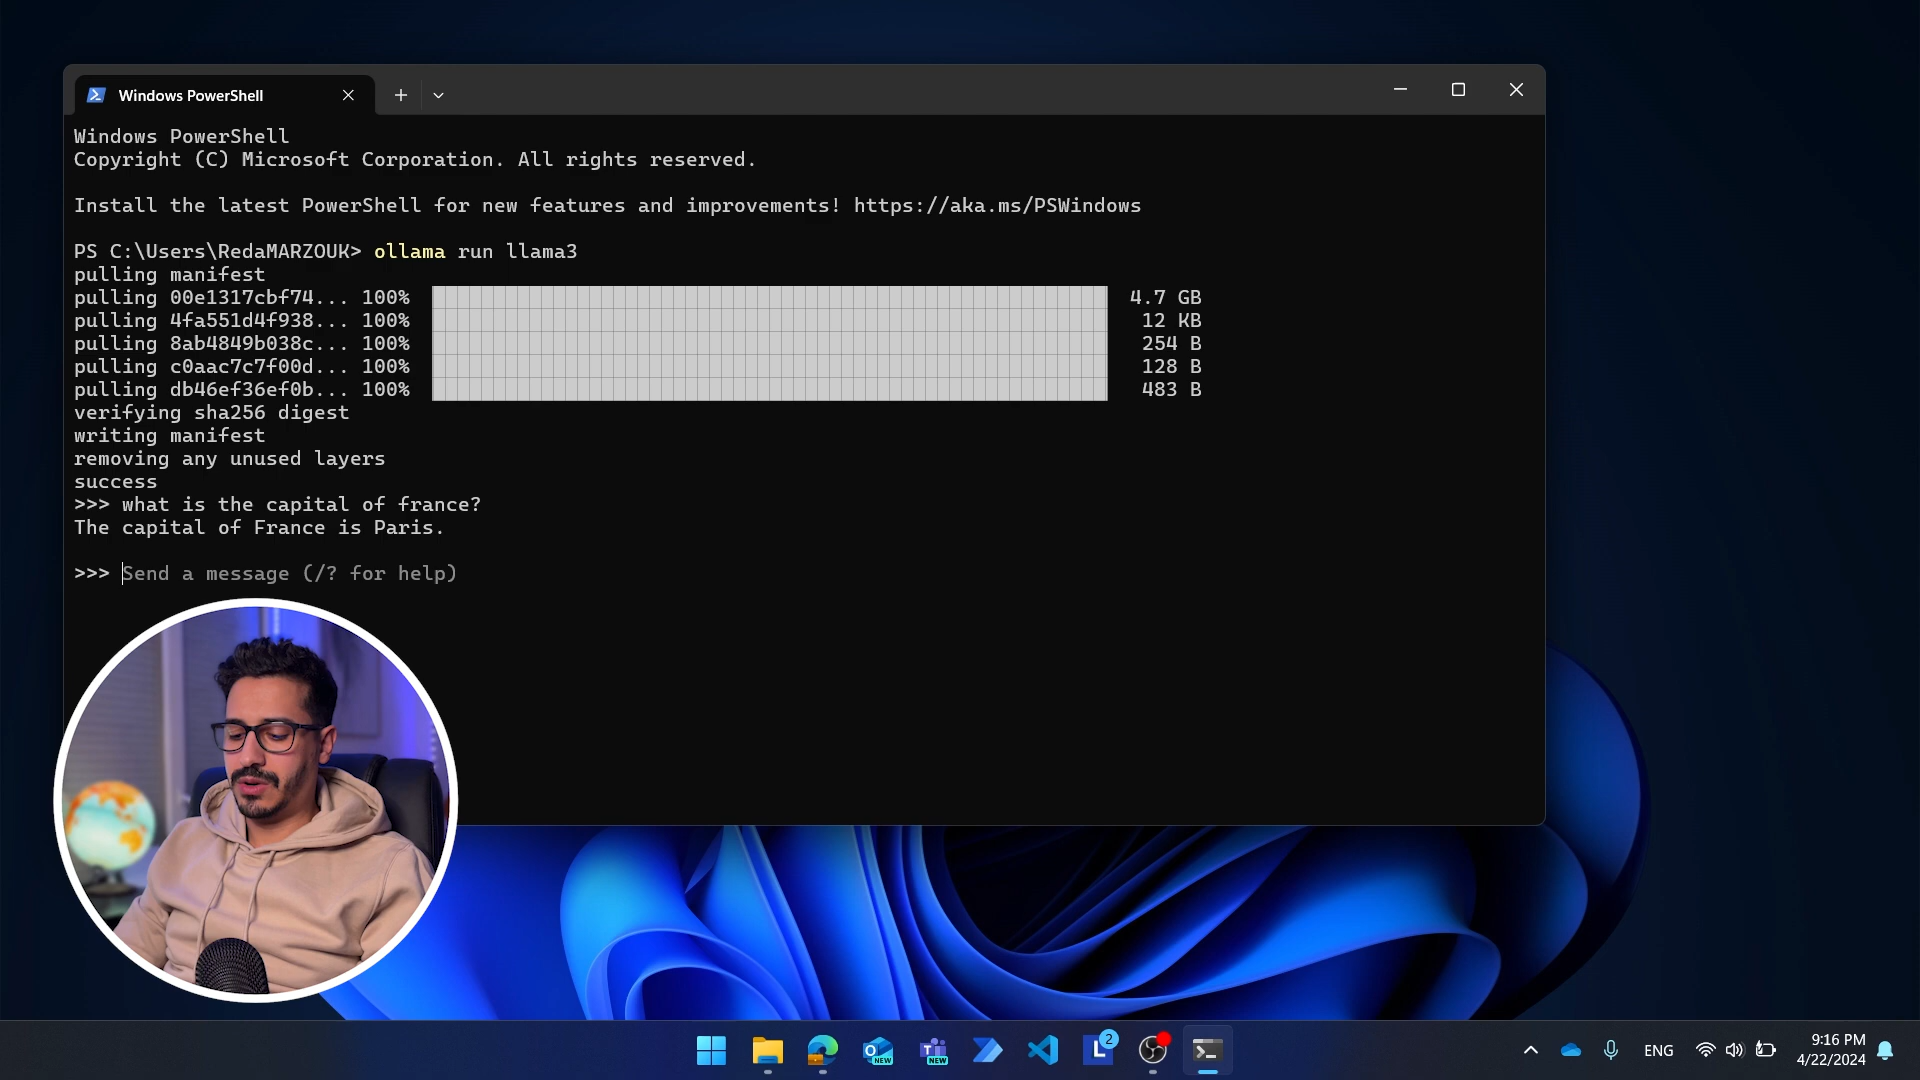 Windows PowerShell
Windows PowerShell
Copyright (C) Microsoft Corporation. All rights reserved.
Install the latest PowerShell for new features and improvements! https://aka.ms/PSWindows
PS C:\Users\RedaMARZOUK> ollama run llama3
pulling manifest
pulling 00e1317cbf74... 100% 4.7 GB
pulling 4fa551d4f938... 100% 12 KB
pulling 8ab4849b038c... 100% 254 B
pulling c0aac7c7f00d... 100% 128 B
pulling db46ef36ef0b... 100% 483 B
verifying sha256 digest
writing manifest
removing any unused layers
success
>>> what is the capital of france?
The capital of France is Paris.
>>> Send a message (/? for help)
O NEW
T NEW
L 2
ENG
9:16 PM
4/22/2024